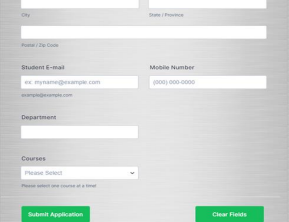 City State / Province
Postal / Zip Code
Student E-mail Mobile Number
ex: myname@example.com (000) 000-0000
example@example.com
Department
Courses
Please Select
Please select one course at a time!
Submit Application Clear Fields